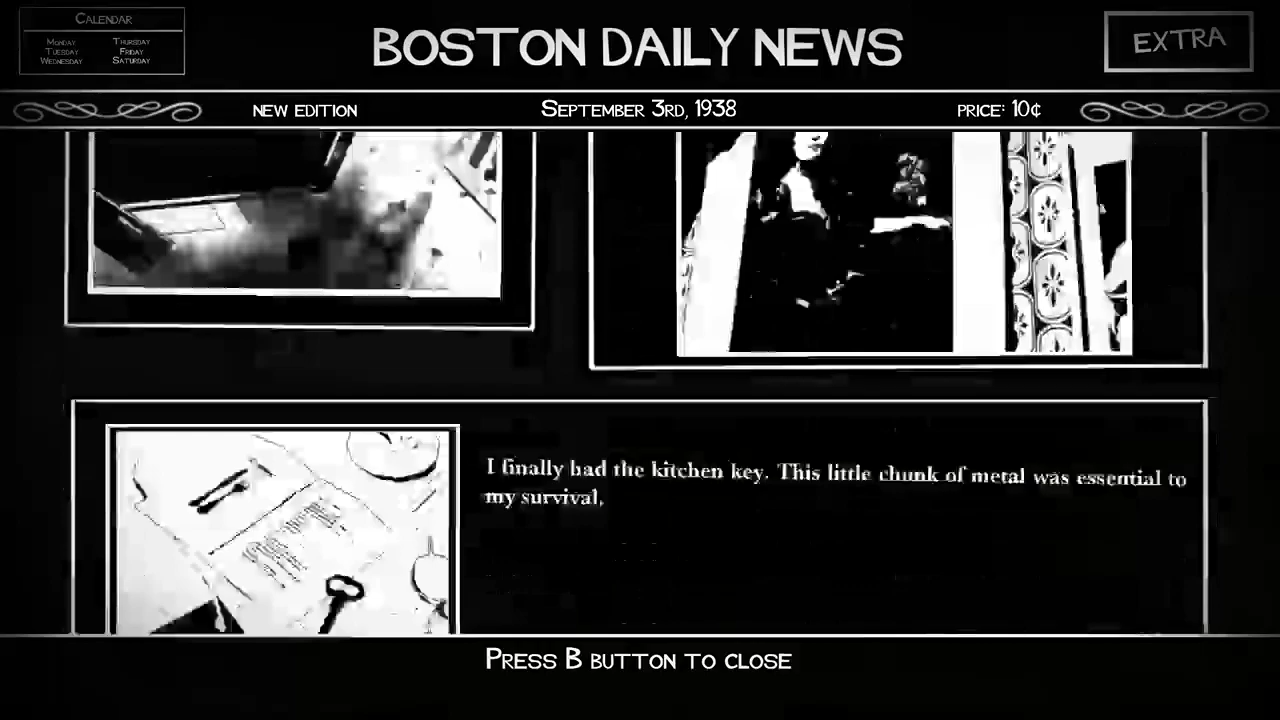 CALENDAR
MONDAY THURSDAY
TUESDAY FRIDAY
WEDNESDAY SATURDAY
BOSTON DAILY NEWS
EXTRA
NEW EDITION SEPTEMBER 3RD, 1938 PRICE: 10¢
I finally had the kitchen key. This little chunk of metal was essential to
my survival.
PRESS B BUTTON TO CLOSE